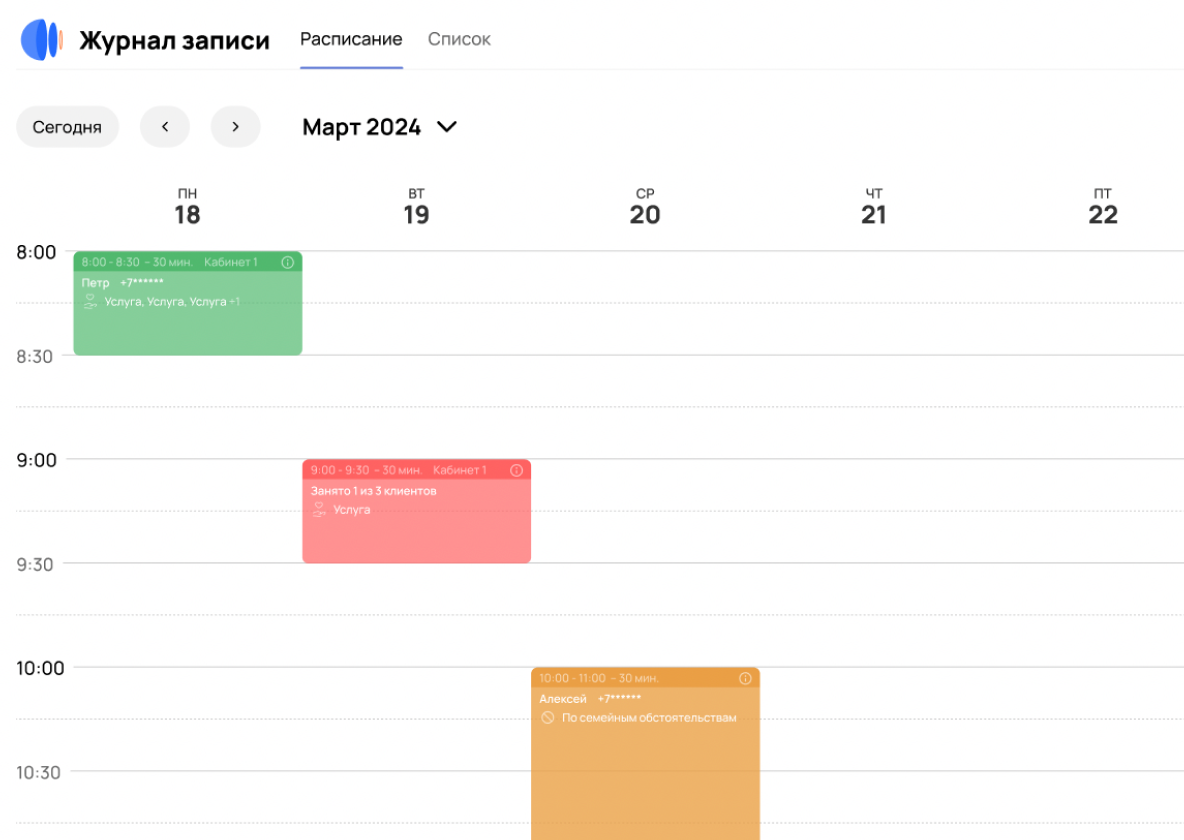 Журнал записи Расписание Список
Сегодня Март 2024
ПН ВТ СР ЧТ ПТ
18 19 20 21 22
8:00
8:00 - 8:30 – 30 мин. Кабинет 1
Петр +7******
Услуга, Услуга, Услуга +1
8:30
9:00
9:00 - 9:30 – 30 мин. Кабинет 1
Занято 1 из 3 клиентов
Услуга
9:30
10:00
10:00 - 11:00 – 30 мин.
Алексей +7******
По семейным обстоятельствам
10:30